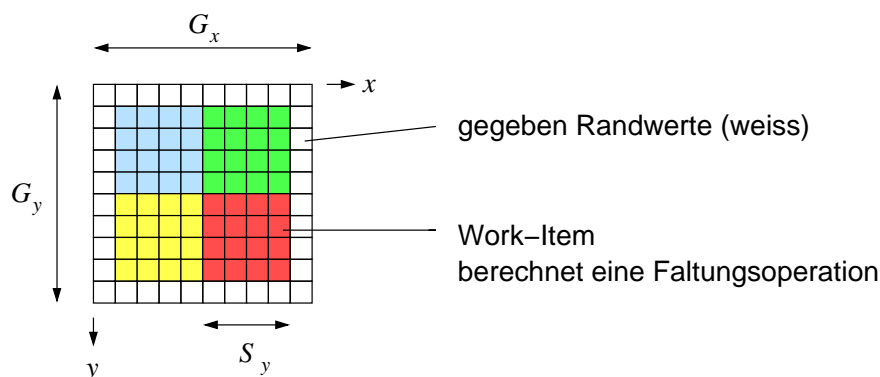 G_x
x
gegeben Randwerte (weiss)
G_y
Work–Item
berechnet eine Faltungsoperation
S_y
y